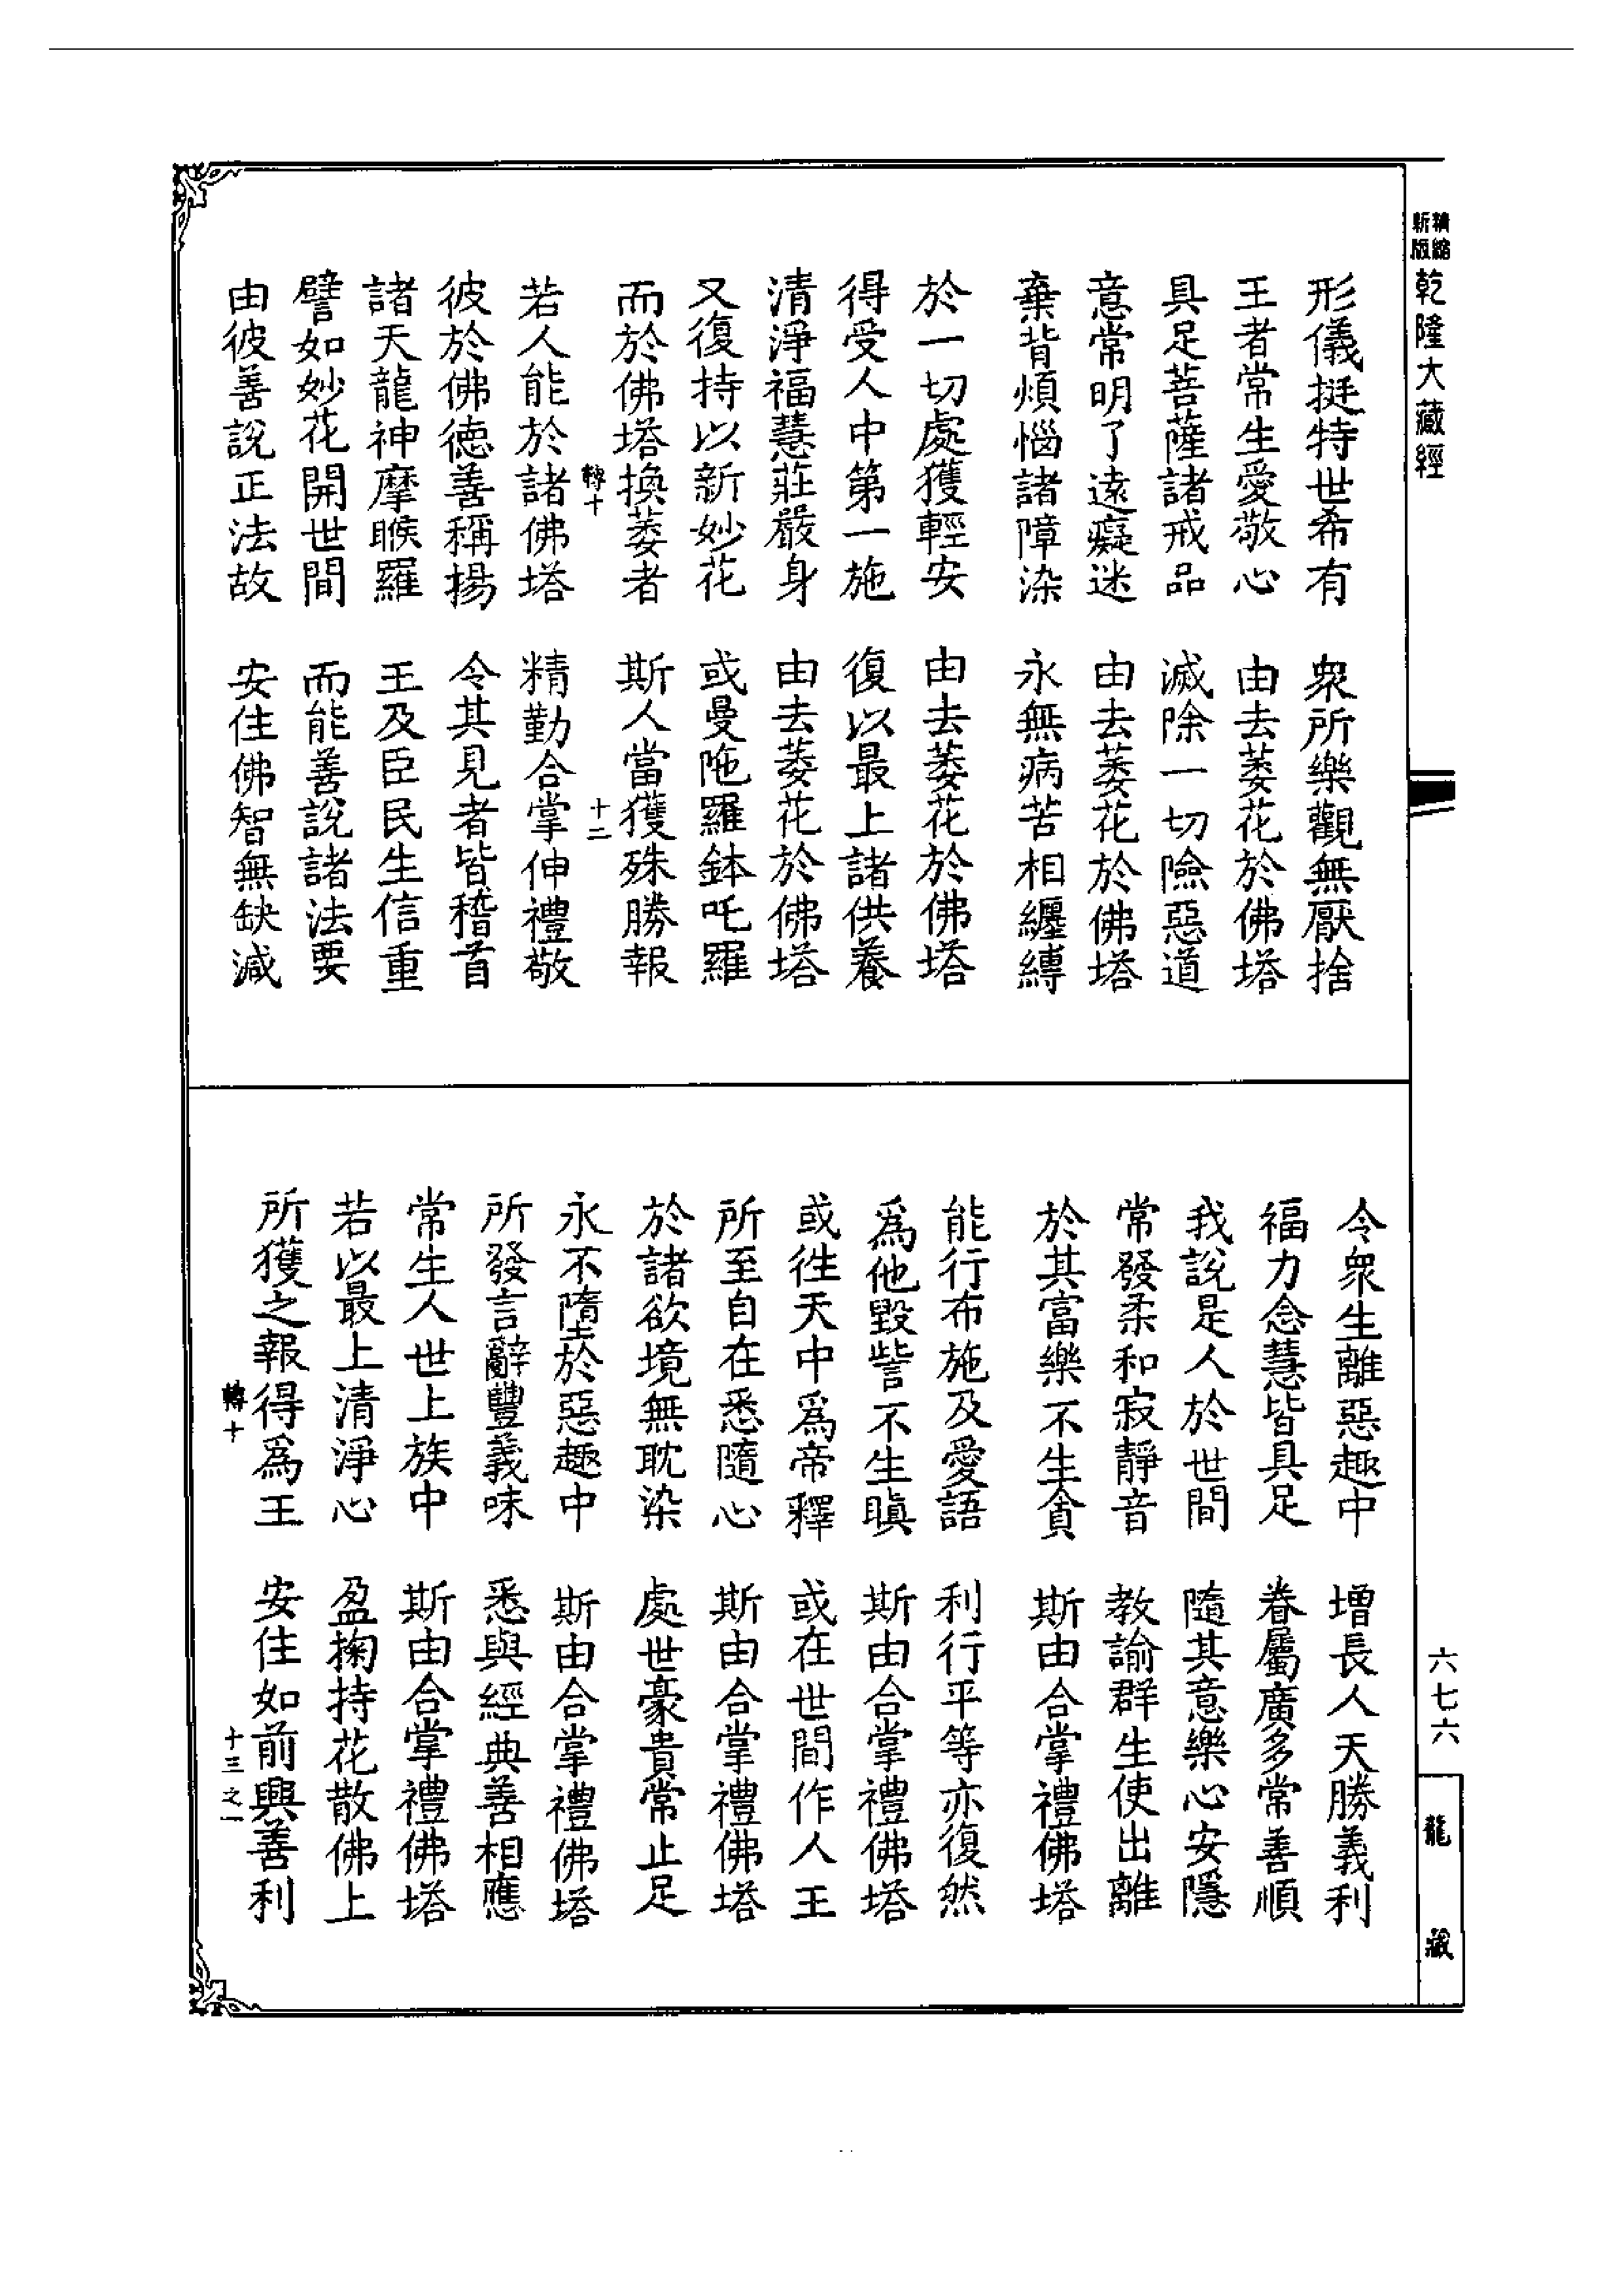 精縮新版乾隆大藏經
形儀挺特世希有　衆所樂觀無厭捨
王者常生愛敬心　由去萎花於佛塔
具足菩薩諸戒品　滅除一切險惡道
意常明了遠癡迷　由去萎花於佛塔
棄背煩惱諸障染　永無病苦相纏縛
於一切處獲輕安　由去萎花於佛塔
得受人中第一施　復以最上諸供養
清淨福慧莊嚴身　由去萎花於佛塔
又復持以新妙花　或曼陁羅鉢吒羅
而於佛塔換萎者　斯人當獲殊勝報
轉十　十二
若人能於諸佛塔　精勤合掌伸禮敬
彼於佛德善稱揚　令其見者皆稽首
諸天龍神摩睺羅　王及臣民生信重
譬如妙花開世間　而能善說諸法要
由彼善說正法故　安住佛智無缺減
六七六　龍藏
令衆生離惡趣中　增長人天勝義利
福力念慧皆具足　眷屬廣多常善順
我說是人於世間　隨其意樂心安隱
常發柔和寂靜音　教諭群生使出離
於其富樂不生貪　斯由合掌禮佛塔
能行布施及愛語　利行平等亦復然
爲他毀訾不生瞋　斯由合掌禮佛塔
或徃天中爲帝釋　或在世間作人王
所至自在悉隨心　斯由合掌禮佛塔
於諸欲境無耽染　處世豪貴常止足
永不墮於惡趣中　斯由合掌禮佛塔
所發言辭豐義味　悉與經典善相應
常生人世上族中　斯由合掌禮佛塔
若以最上清淨心　盈掬持花散佛上
所獲之報得爲王　安住如前興善利
轉十　十三之一